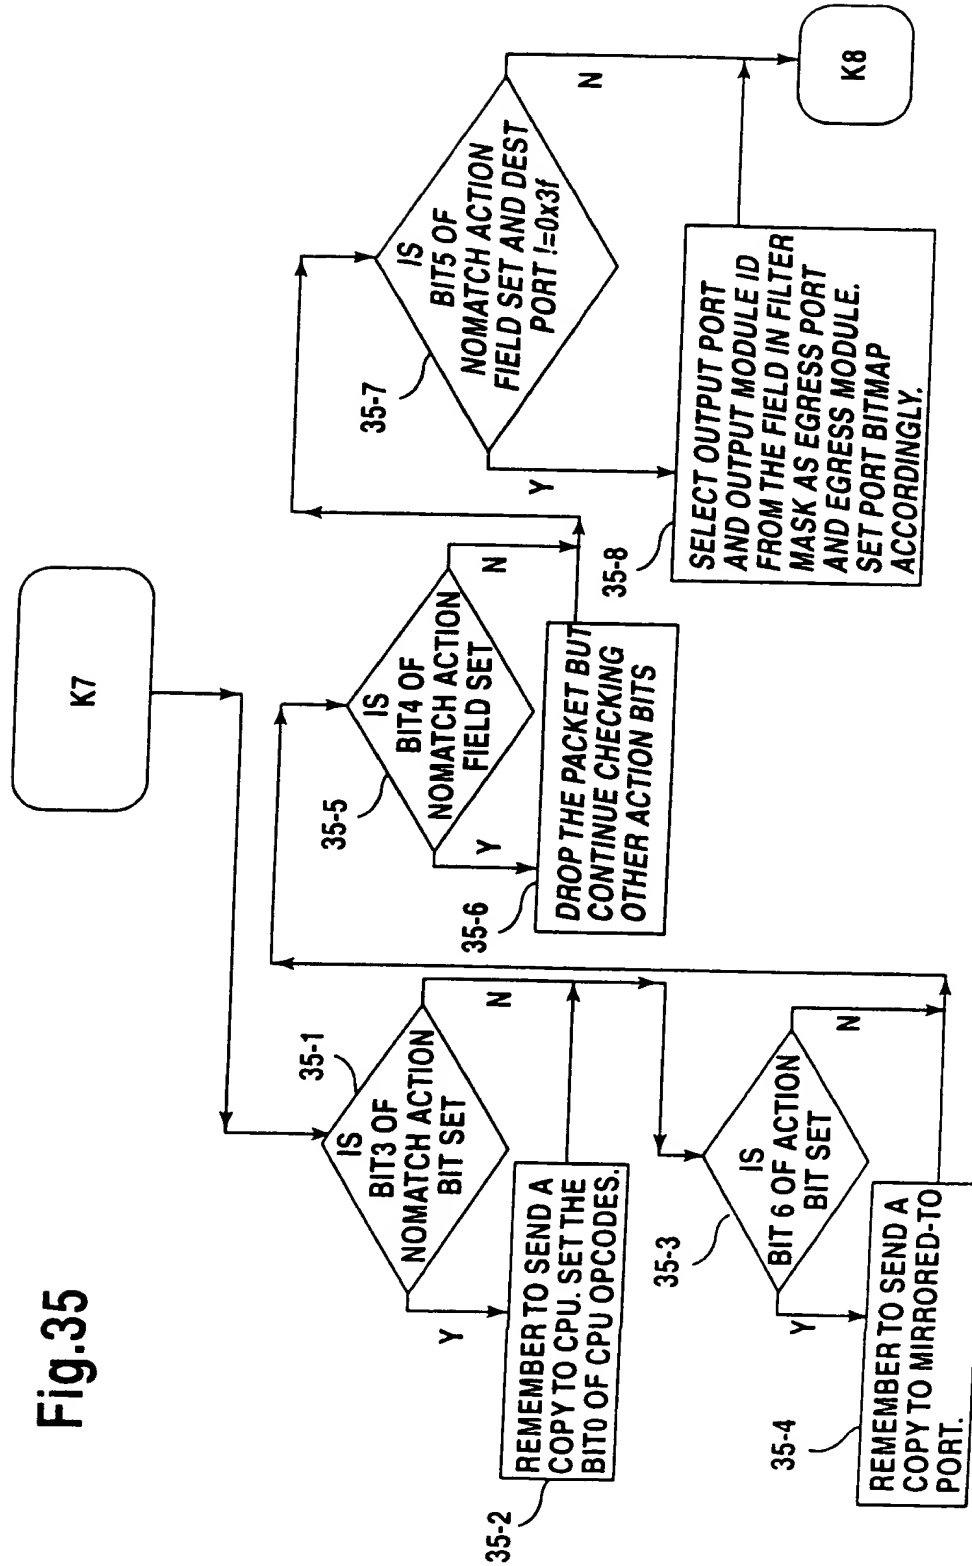 Fig.35
K7
35-1
IS
BIT3 OF
NOMATCH ACTION
BIT SET
Y
N
35-2
REMEMBER TO SEND A
COPY TO CPU. SET THE
BIT0 OF CPU OPCODES.
35-3
IS
BIT 6 OF ACTION
BIT SET
Y
N
35-4
REMEMBER TO SEND A
COPY TO MIRRORED-TO
PORT.
35-5
IS
BIT4 OF
NOMATCH ACTION
FIELD SET
Y
N
35-6
DROP THE PACKET BUT
CONTINUE CHECKING
OTHER ACTION BITS
35-7
IS
BIT5 OF
NOMATCH ACTION
FIELD SET AND DEST
PORT !=0x3f
Y
N
35-8
SELECT OUTPUT PORT
AND OUTPUT MODULE ID
FROM THE FIELD IN FILTER
MASK AS EGRESS PORT
AND EGRESS MODULE.
SET PORT BITMAP
ACCORDINGLY.
K8